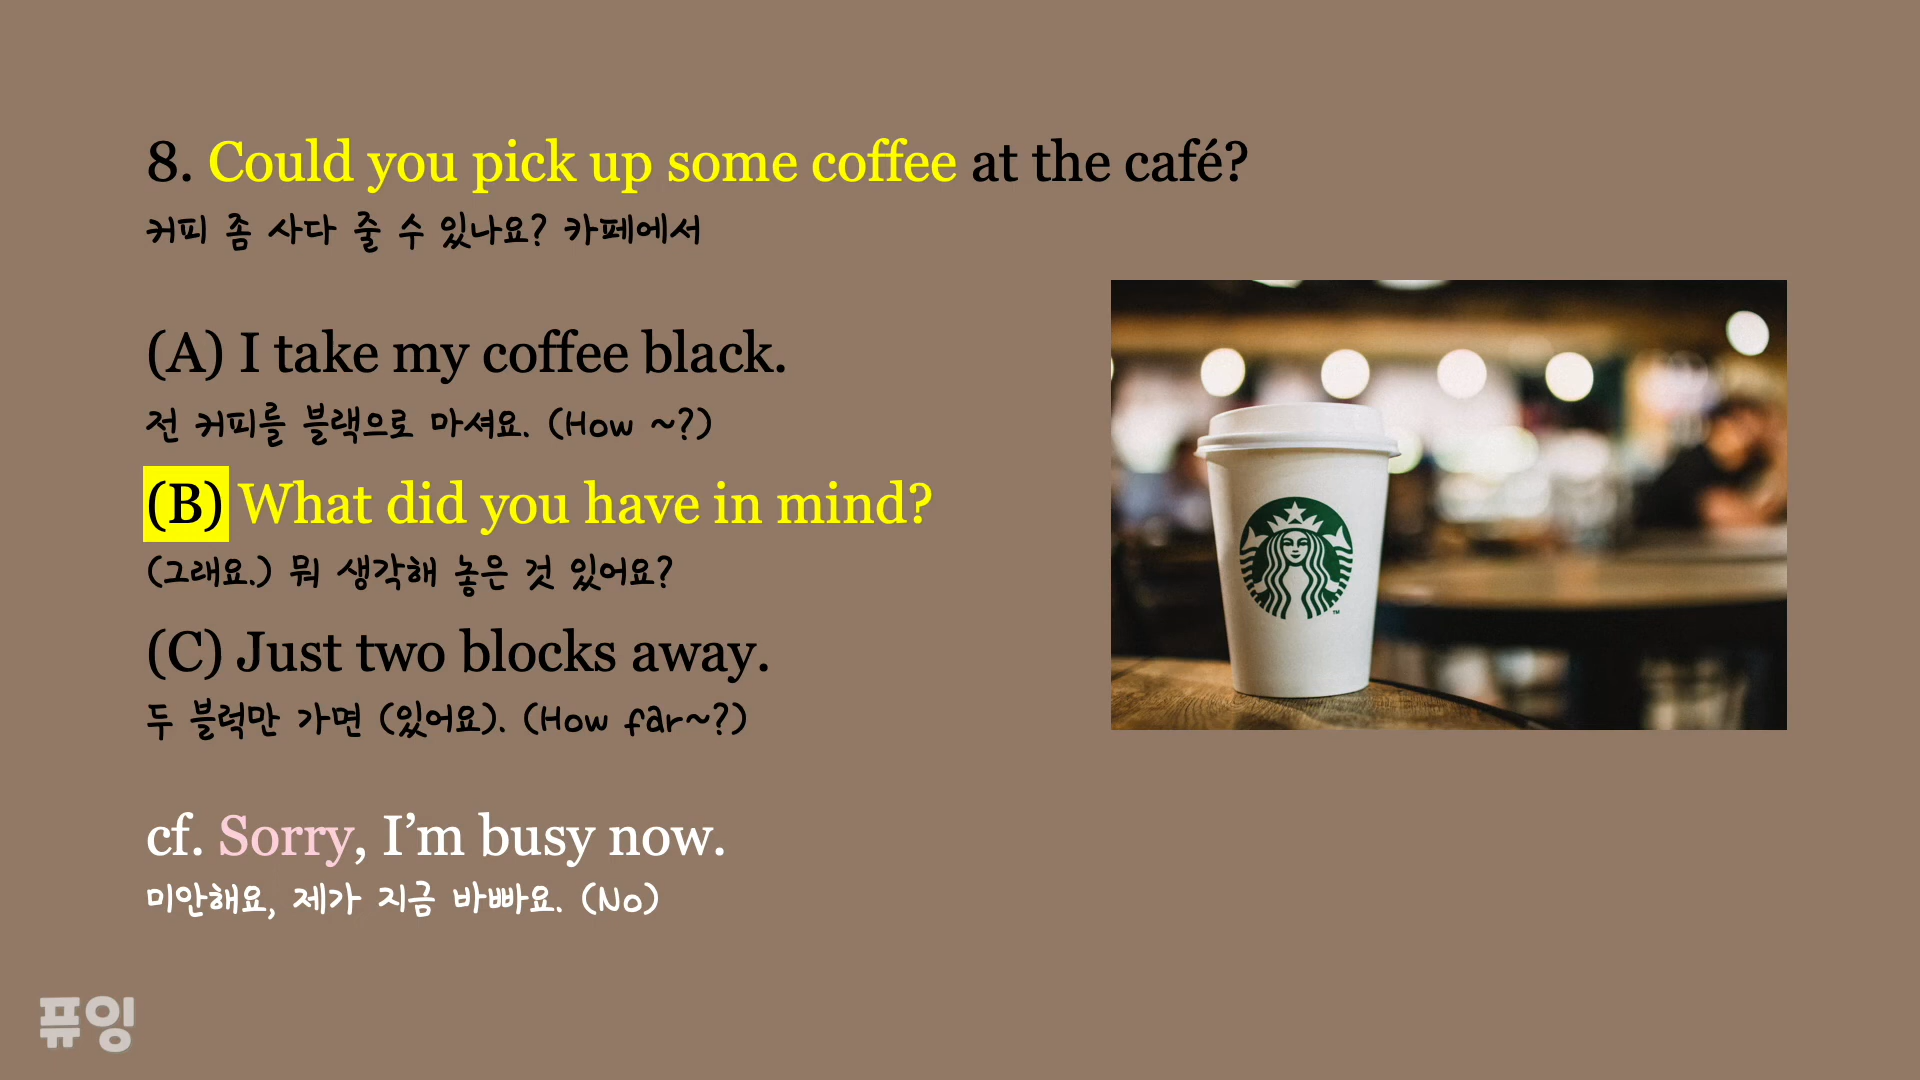 8. Could you pick up some coffee at the café?
커피 좀 사다 줄 수 있나요? 카페에서
(A) I take my coffee black.
전 커피를 블랙으로 마셔요. (How ~?)
(B) What did you have in mind?
(그래요.) 뭐 생각해 놓은 것 있어요?
(C) Just two blocks away.
두 블럭만 가면 (있어요). (How far~?)
cf. Sorry, I’m busy now.
미안해요, 제가 지금 바빠요. (No)
퓨잉